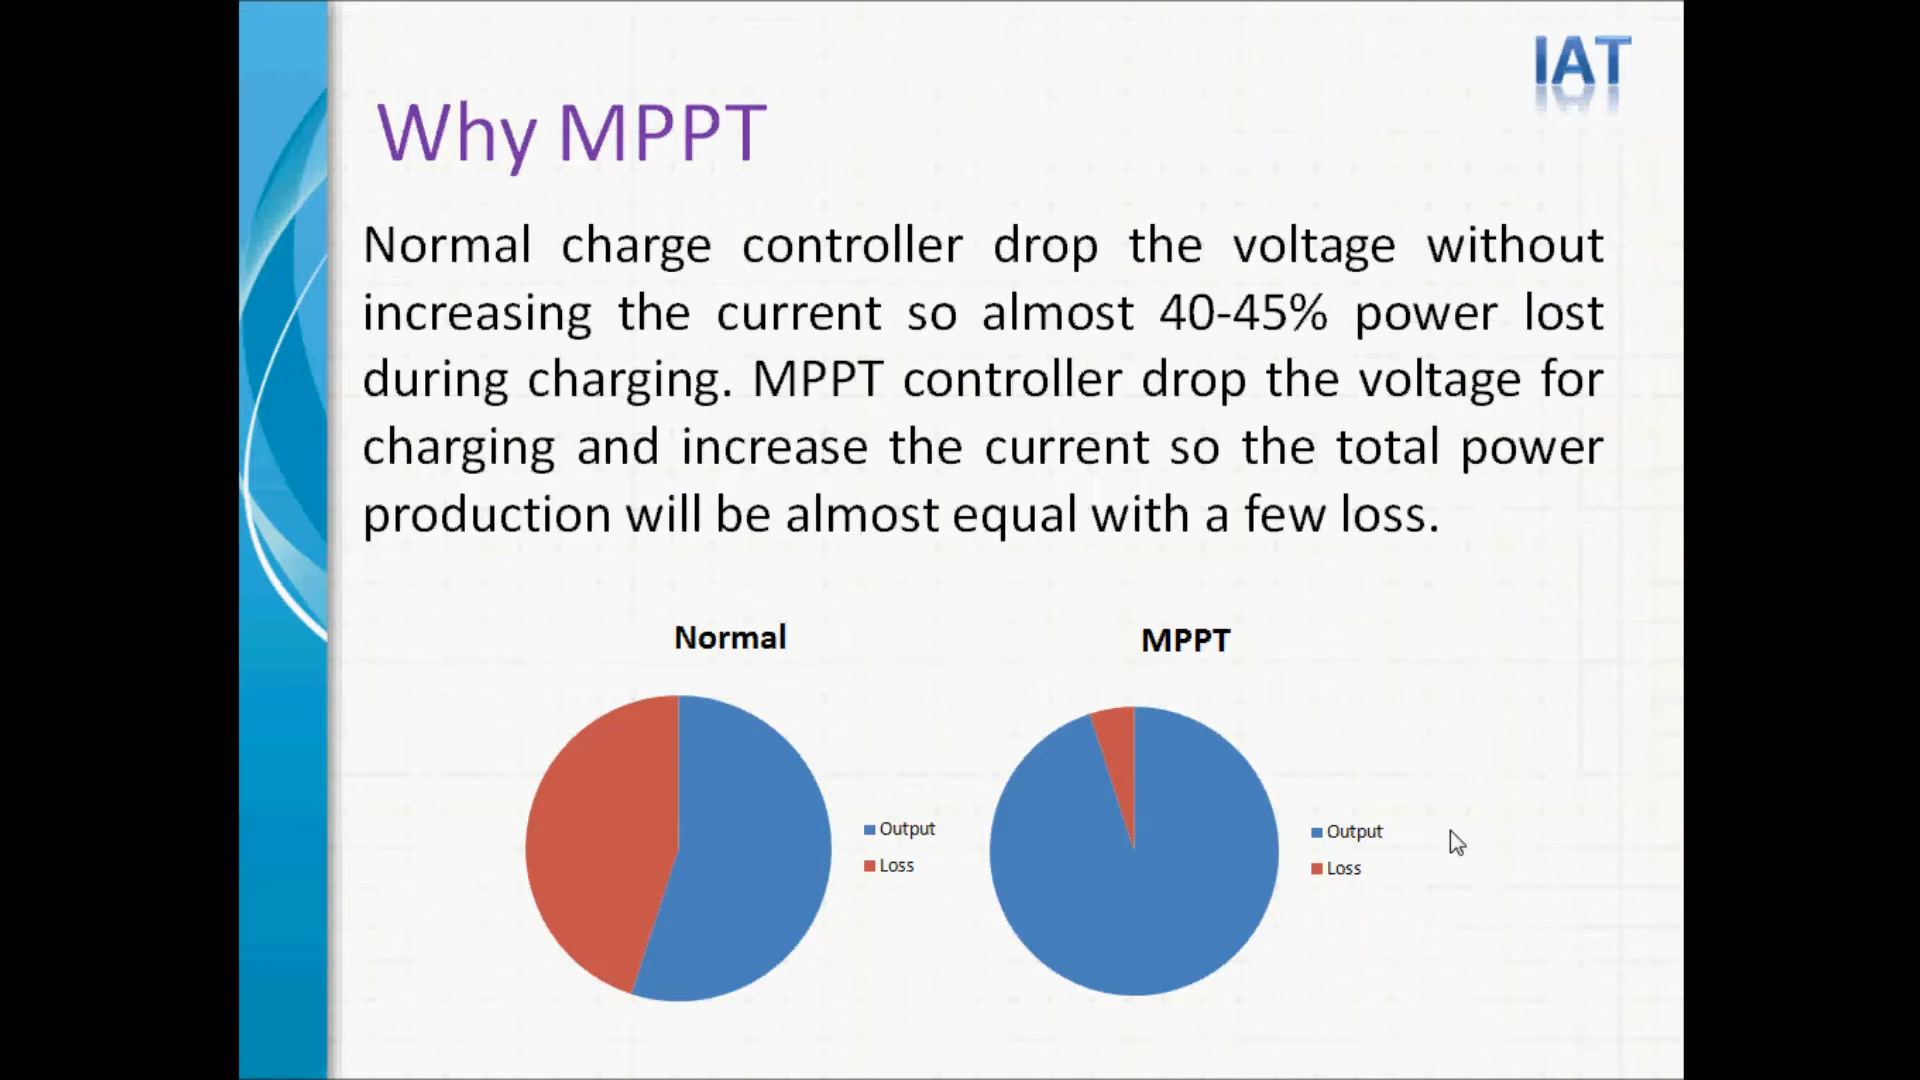 IAT
Why MPPT
Normal charge controller drop the voltage without
increasing the current so almost 40-45% power lost
during charging. MPPT controller drop the voltage for
charging and increase the current so the total power
production will be almost equal with a few loss.
Normal
Output
Loss
MPPT
Output
Loss